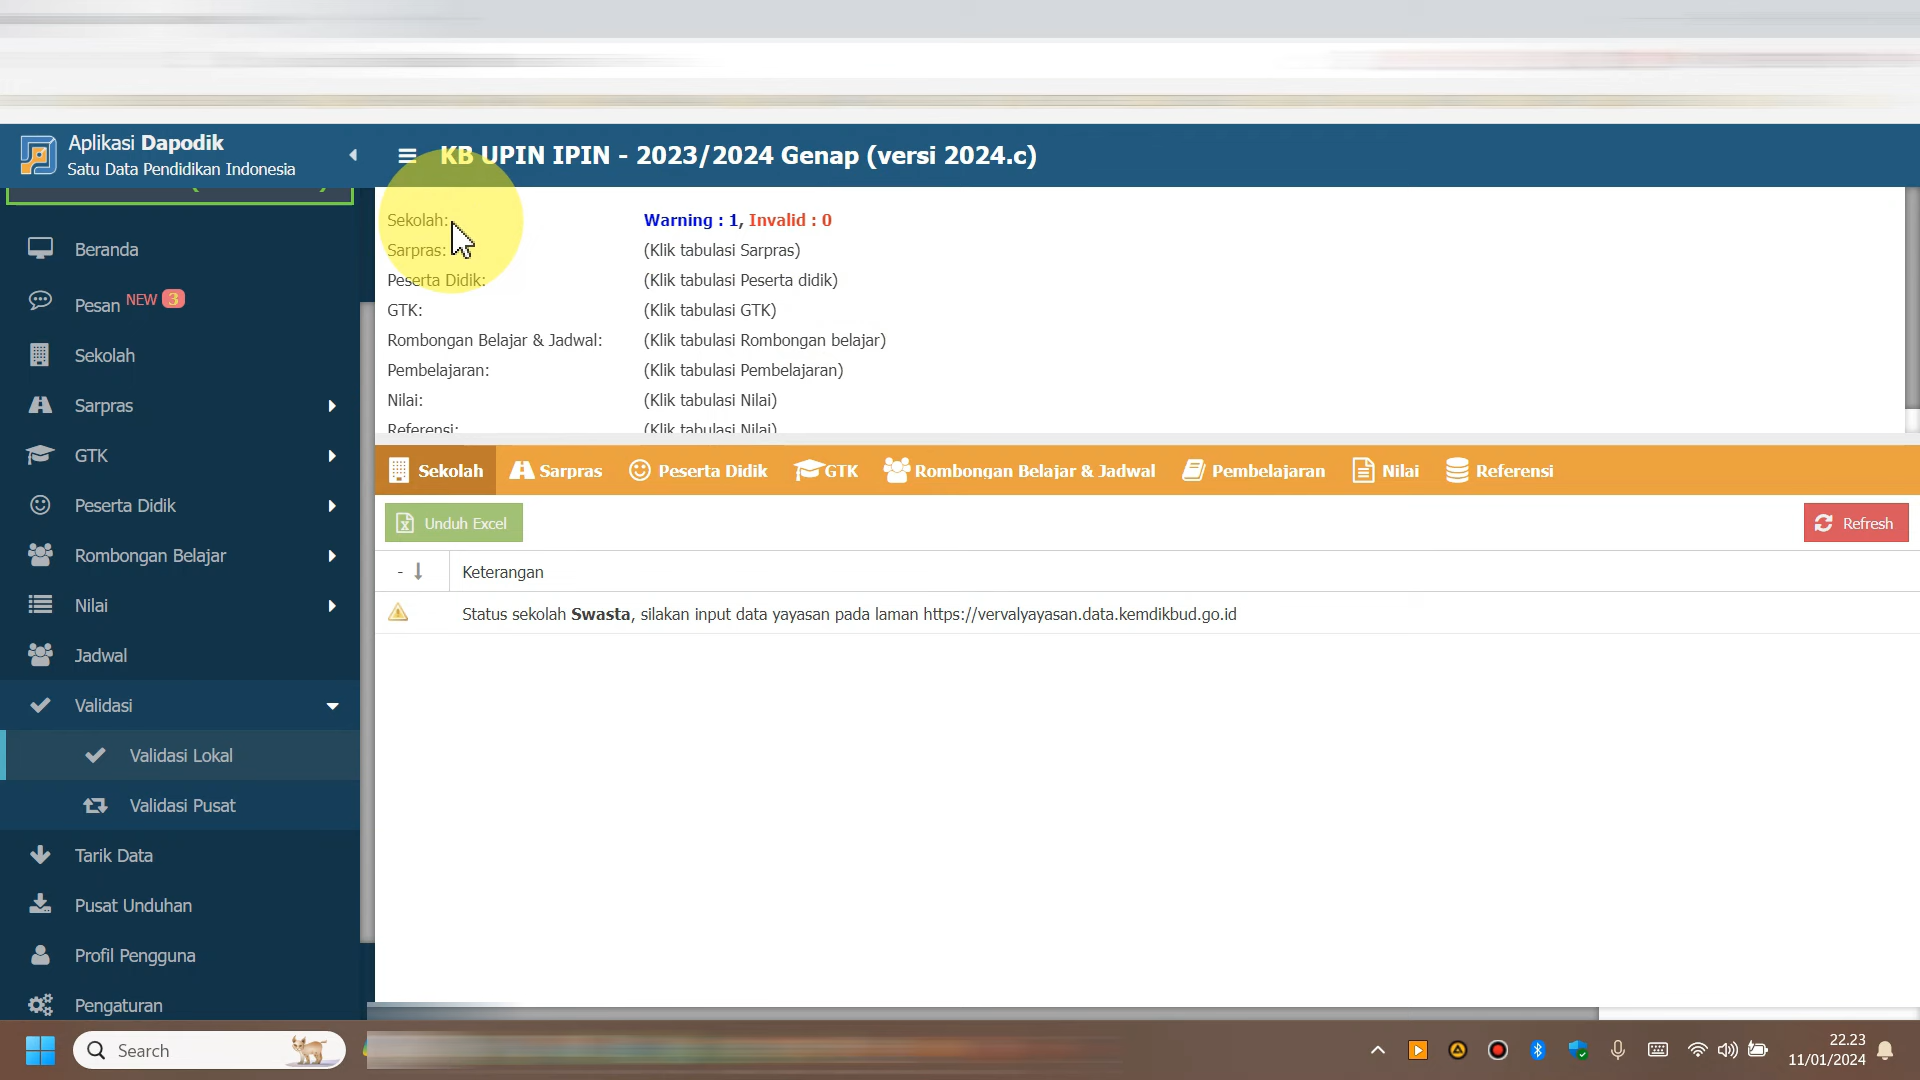 Aplikasi Dapodik
Satu Data Pendidikan Indonesia
KB UPIN IPIN - 2023/2024 Genap (versi 2024.c)
Beranda
Pesan NEW 3
Sekolah
Sarpras
GTK
Peserta Didik
Rombongan Belajar
Nilai
Jadwal
Validasi
Validasi Lokal
Validasi Pusat
Tarik Data
Pusat Unduhan
Profil Pengguna
Pengaturan
Sekolah: Warning : 1, Invalid : 0
Sarpras: (Klik tabulasi Sarpras)
Peserta Didik: (Klik tabulasi Peserta didik)
GTK: (Klik tabulasi GTK)
Rombongan Belajar & Jadwal: (Klik tabulasi Rombongan belajar)
Pembelajaran: (Klik tabulasi Pembelajaran)
Nilai: (Klik tabulasi Nilai)
Referensi: (Klik tabulasi Nilai)
Sekolah Sarpras Peserta Didik GTK Rombongan Belajar & Jadwal Pembelajaran Nilai Referensi
Unduh Excel Refresh
- Keterangan
Status sekolah Swasta, silakan input data yayasan pada laman https://vervalyayasan.data.kemdikbud.go.id
Search
22.23
11/01/2024